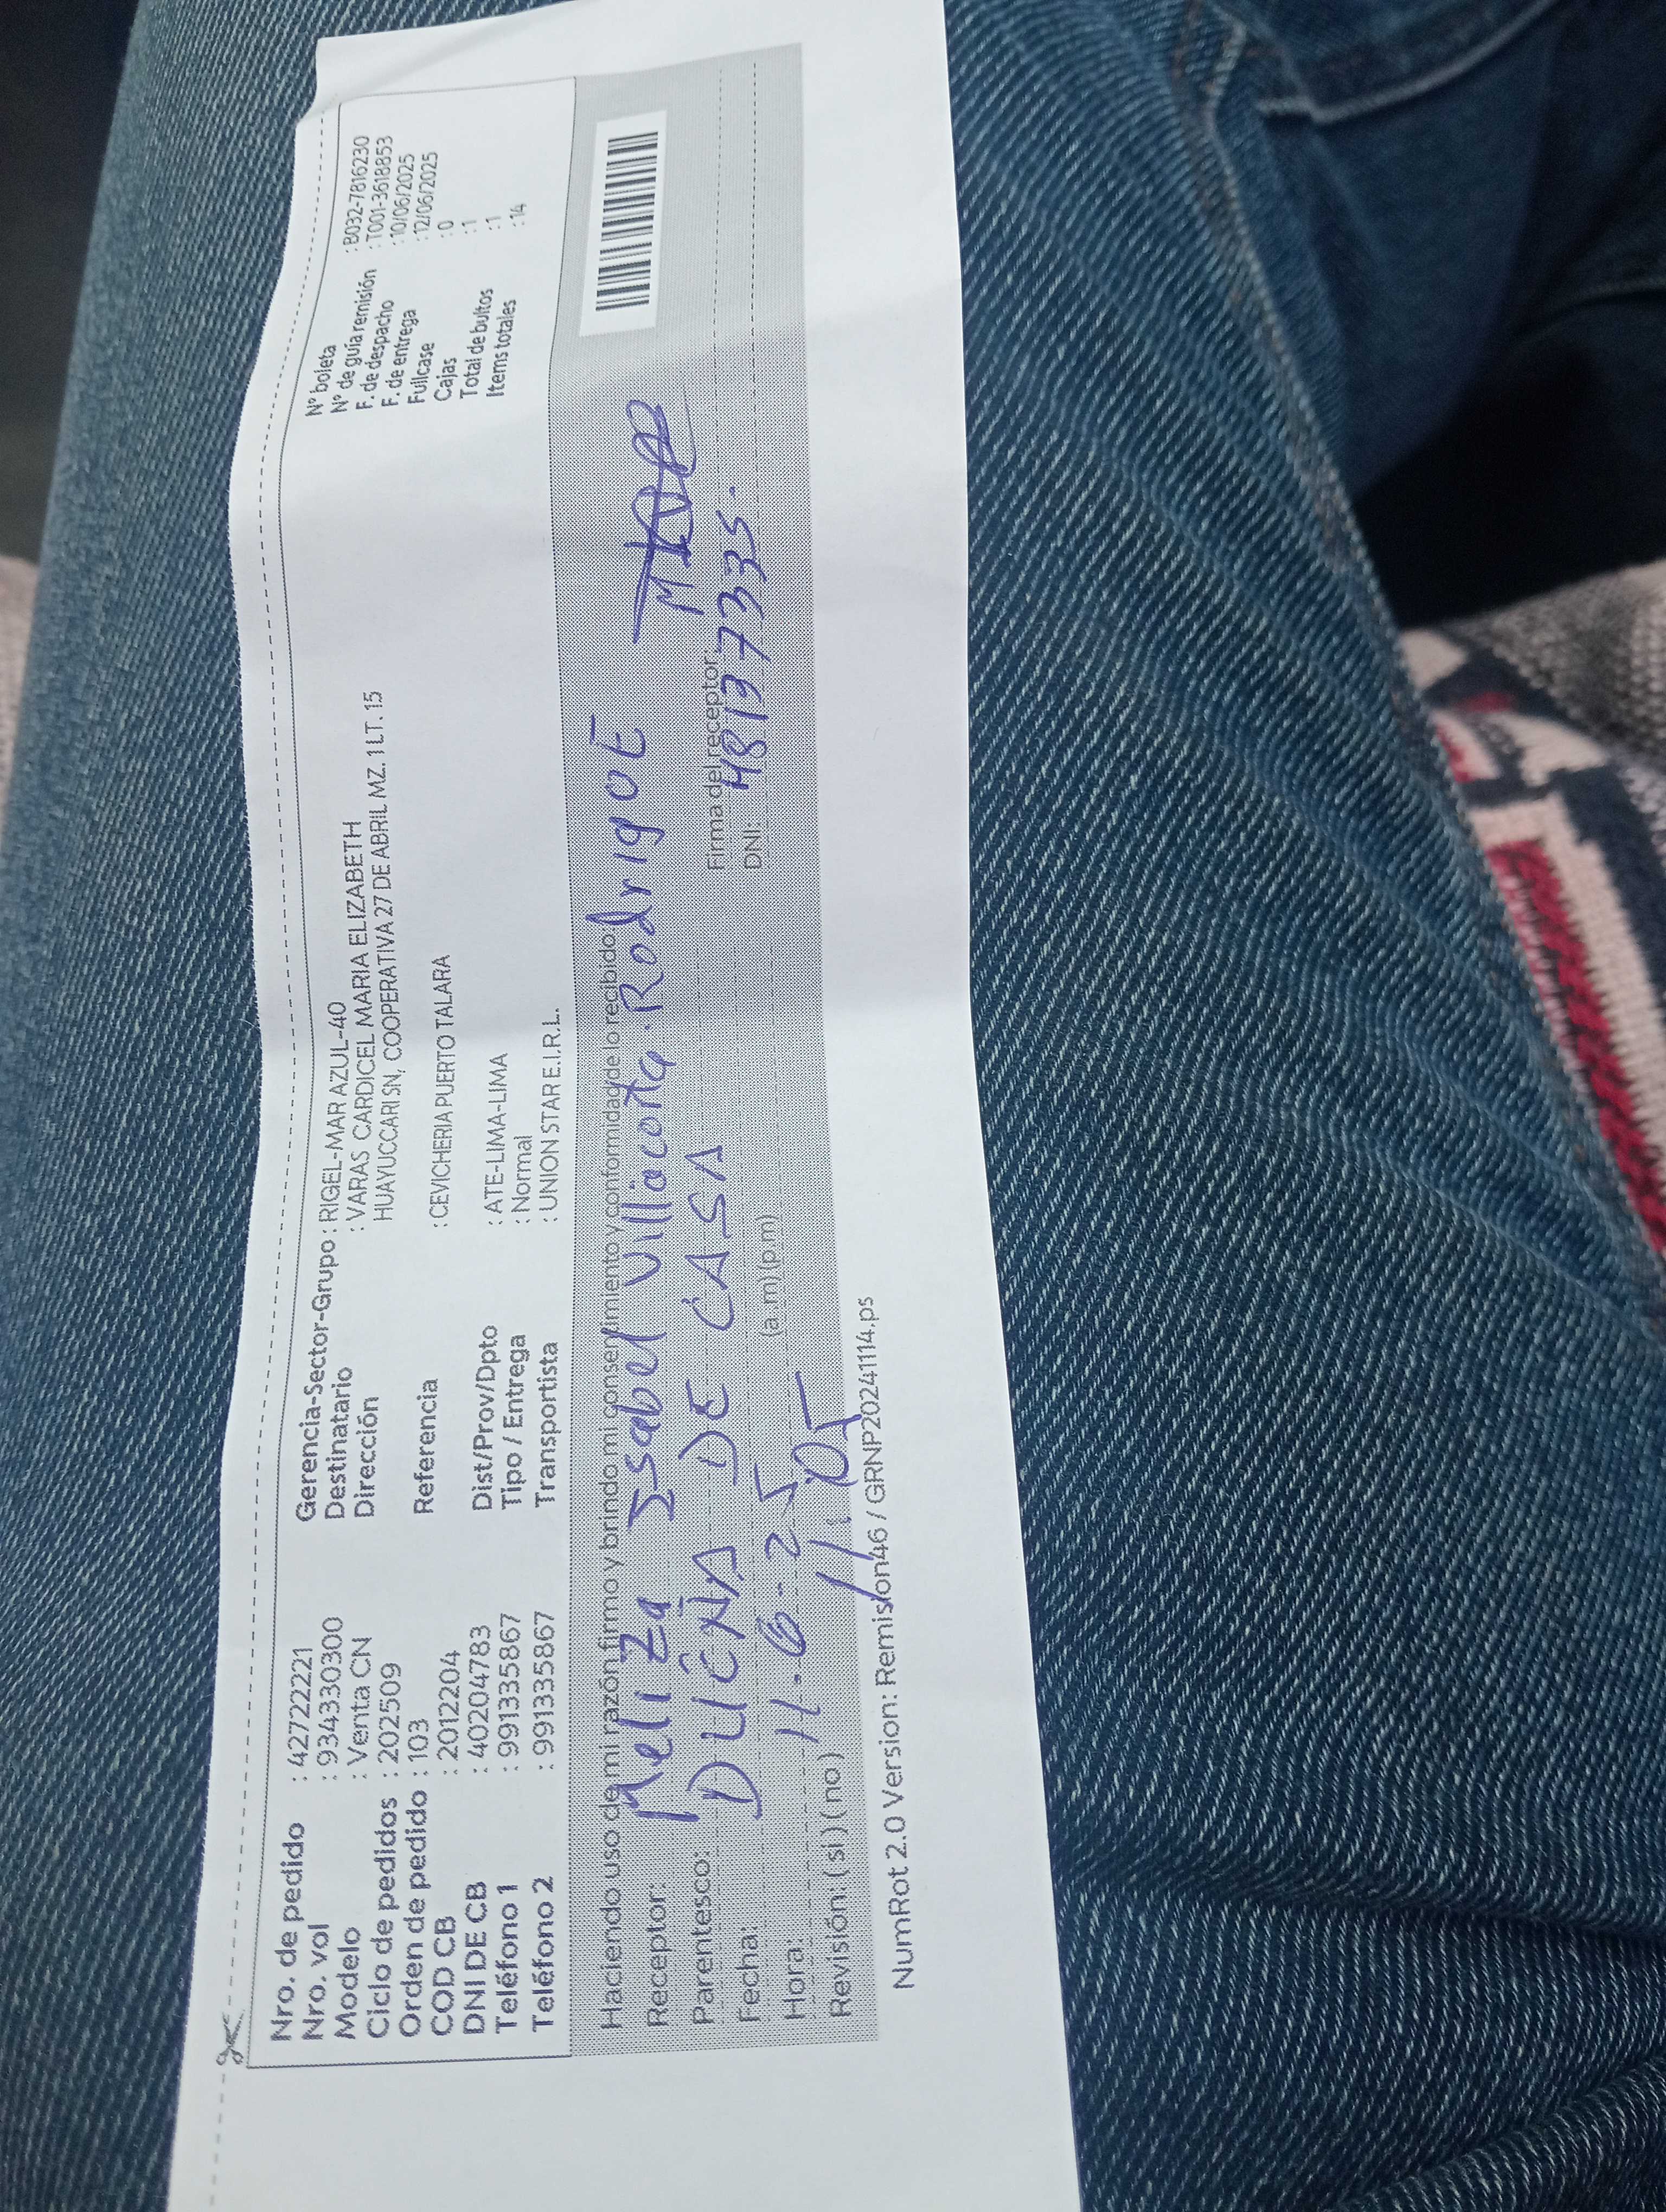 Nro. de pedido : 42722221
Nro. vol : 934330300
Modelo : Venta CN
Ciclo de pedidos : 202509
Orden de pedido : 103
COD CB : 2012204
DNI DE CB : 40204783
Teléfono 1 : 991335867
Teléfono 2 : 991335867
Gerencia-Sector-Grupo : RIGEL-MAR AZUL-40
Destinatario : VARAS CARDICEL MARIA ELIZABETH
Dirección HUAYUCCARI SN, COOPERATIVA 27 DE ABRIL MZ. 1 LT. 15
Referencia : CEVICHERIA PUERTO TALARA
Dist/Prov/Dpto : ATE-LIMA-LIMA
Tipo / Entrega : Normal
Transportista : UNION STAR E.I.R.L.
N° boleta : B032-7816230
N° de guía remisión : T001-3618853
F. de despacho : 10/06/2025
F. de entrega : 12/06/2025
Fullcase : 0
Cajas : 1
Total de bultos : 1
Items totales : 14
Haciendo uso de mi razón firmo y brindo mi consentimiento y conformidad de lo recibido.
Receptor: Meliza Isabel Villacorta Rodrigue
Parentesco: DUEÑA DE CASA
Firma del receptor:
Fecha: 11.6-25
DNI: 48137335.
Hora: 11:05 (a.m) (p.m)
Revisión: (si) (no)
NumRot 2.0 Version: Remision46 / GRNP20241114.ps